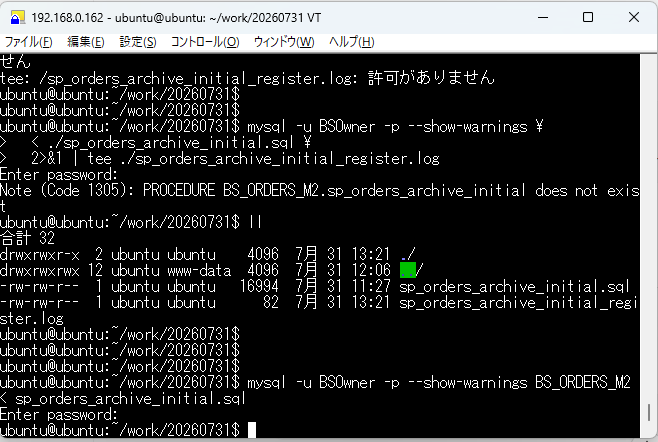 192.168.0.162 - ubuntu@ubuntu: ~/work/20260731 VT
ファイル(F) 編集(E) 設定(S) コントロール(O) ウィンドウ(W) ヘルプ(H)
せん
tee: /sp_orders_archive_initial_register.log: 許可がありません
ubuntu@ubuntu:~/work/20260731$
ubuntu@ubuntu:~/work/20260731$
ubuntu@ubuntu:~/work/20260731$ mysql -u BSOwner -p --show-warnings ¥
>   < ./sp_orders_archive_initial.sql ¥
>   2>&1 | tee ./sp_orders_archive_initial_register.log
Enter password:
Note (Code 1305): PROCEDURE BS_ORDERS_M2.sp_orders_archive_initial does not exis
t
ubuntu@ubuntu:~/work/20260731$ ll
合計 32
drwxrwxr-x  2 ubuntu ubuntu    4096  7月 31 13:21 ./
drwxrwxr-x 12 ubuntu www-data  4096  7月 31 12:06 ../
-rw-rw-r--  1 ubuntu ubuntu   16994  7月 31 11:27 sp_orders_archive_initial.sql
-rw-rw-r--  1 ubuntu ubuntu      82  7月 31 13:21 sp_orders_archive_initial_regi
ster.log
ubuntu@ubuntu:~/work/20260731$
ubuntu@ubuntu:~/work/20260731$
ubuntu@ubuntu:~/work/20260731$
ubuntu@ubuntu:~/work/20260731$ mysql -u BSOwner -p --show-warnings BS_ORDERS_M2
< sp_orders_archive_initial.sql
Enter password:
ubuntu@ubuntu:~/work/20260731$